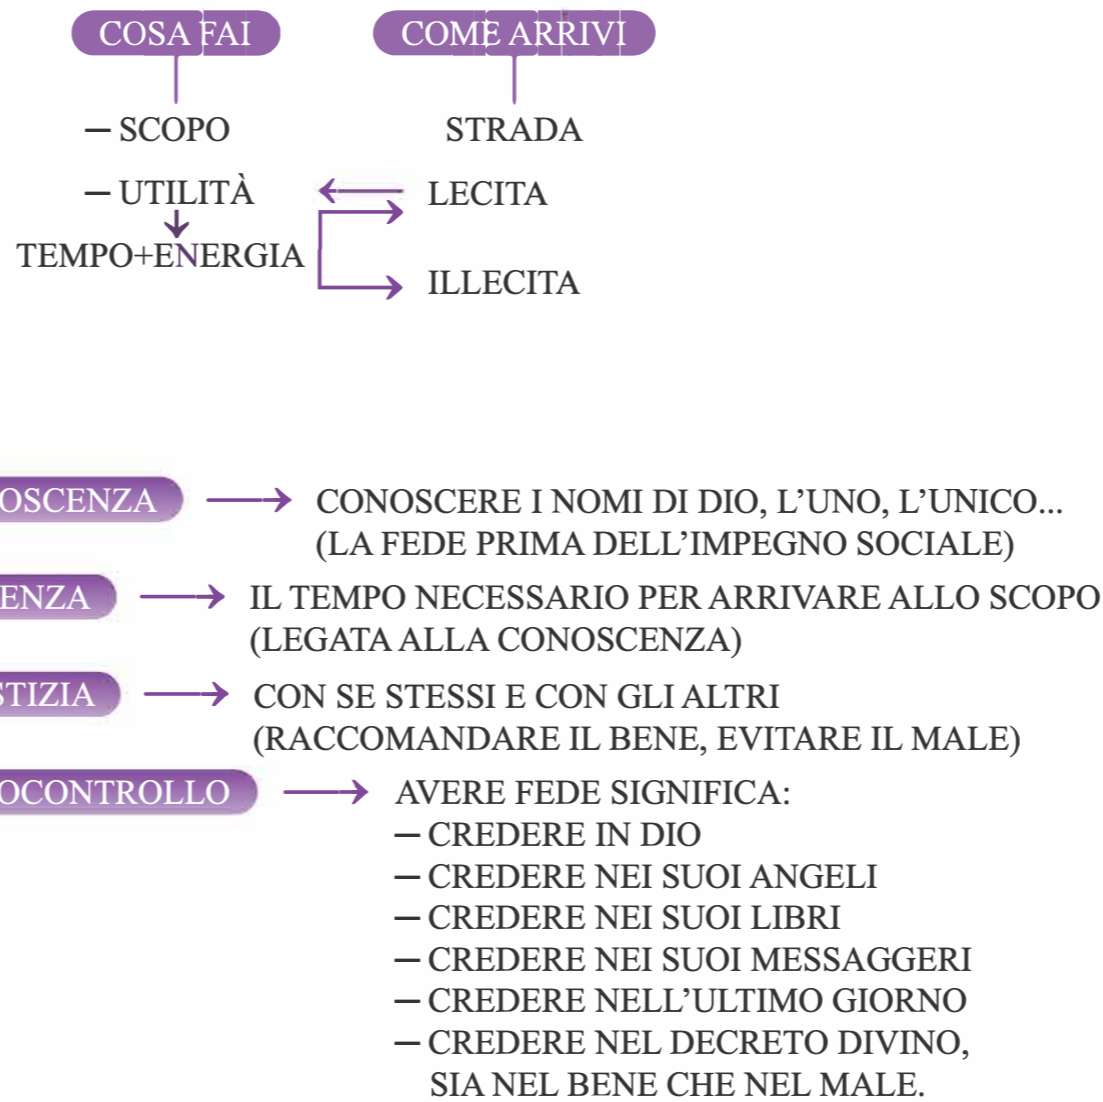 COSA FAI
COME ARRIVI
— SCOPO
STRADA
— UTILITÀ
LECITA
TEMPO+ENERGIA
ILLECITA
OSCENZA
CONOSCERE I NOMI DI DIO, L’UNO, L’UNICO...
(LA FEDE PRIMA DELL’IMPEGNO SOCIALE)
ENZA
IL TEMPO NECESSARIO PER ARRIVARE ALLO SCOPO
(LEGATA ALLA CONOSCENZA)
STIZIA
CON SE STESSI E CON GLI ALTRI
(RACCOMANDARE IL BENE, EVITARE IL MALE)
OCONTROLLO
AVERE FEDE SIGNIFICA:
— CREDERE IN DIO
— CREDERE NEI SUOI ANGELI
— CREDERE NEI SUOI LIBRI
— CREDERE NEI SUOI MESSAGGERI
— CREDERE NELL’ULTIMO GIORNO
— CREDERE NEL DECRETO DIVINO,
SIA NEL BENE CHE NEL MALE.